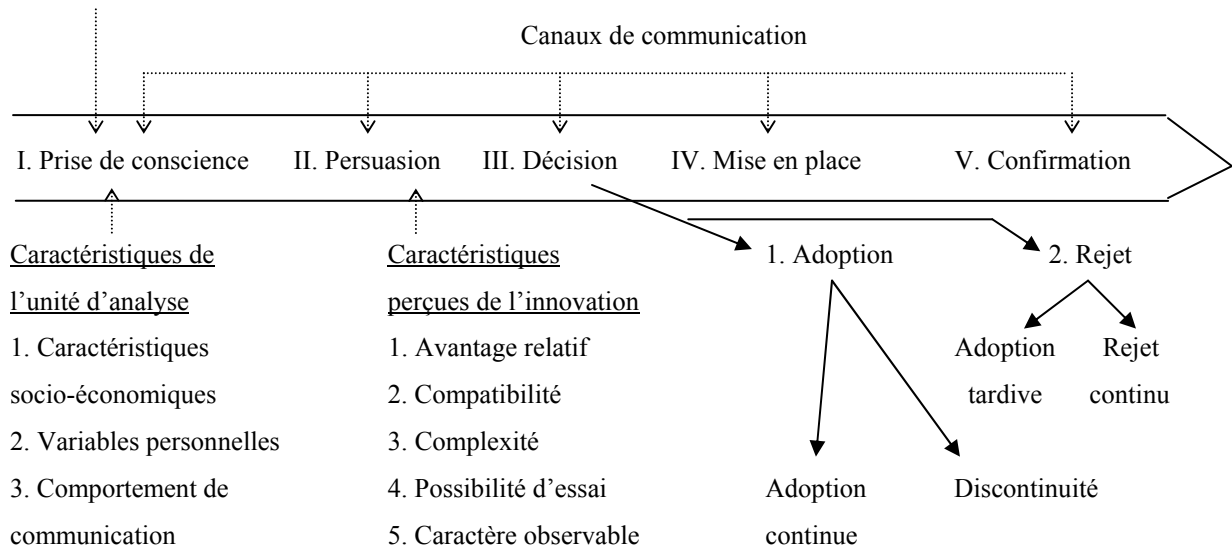 Canaux de communication
I. Prise de conscience II. Persuasion III. Décision IV. Mise en place V. Confirmation
Caractéristiques de
l’unité d’analyse
1. Caractéristiques
socio-économiques
2. Variables personnelles
3. Comportement de
communication
Caractéristiques
perçues de l’innovation
1. Avantage relatif
2. Compatibilité
3. Complexité
4. Possibilité d’essai
5. Caractère observable
1. Adoption
2. Rejet
Adoption
tardive
Rejet
continu
Adoption
continue
Discontinuité